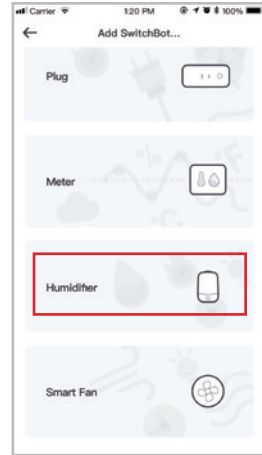 Carrier 1:20 PM 100%
Add SwitchBot...
Plug
Meter
Humidifier
Smart Fan